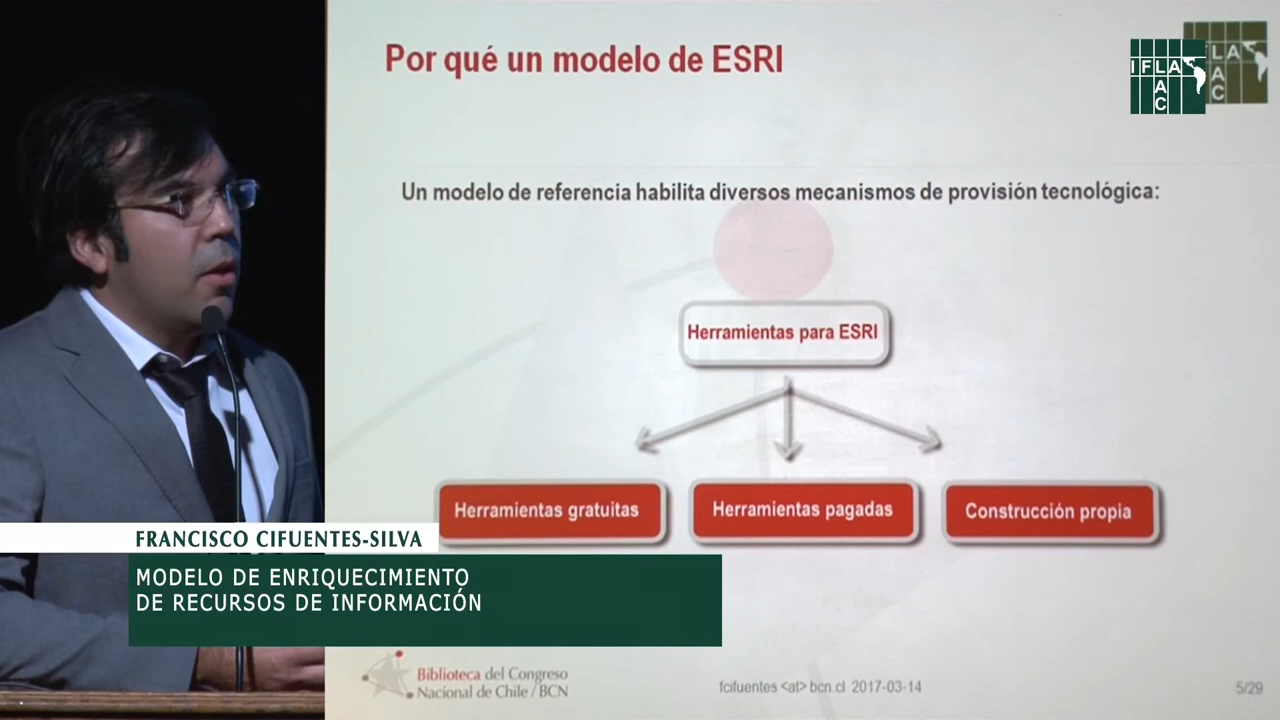 Por qué un modelo de ESRI
IFLA
LAC
LA
AC
Un modelo de referencia habilita diversos mecanismos de provisión tecnológica:
Herramientas para ESRI
Herramientas gratuitas
Herramientas pagadas
Construcción propia
FRANCISCO CIFUENTES-SILVA
MODELO DE ENRIQUECIMIENTO
DE RECURSOS DE INFORMACIÓN
Biblioteca del Congreso
Nacional de Chile / BCN
fcifuentes <at> bcn.cl 2017-03-14
5/29